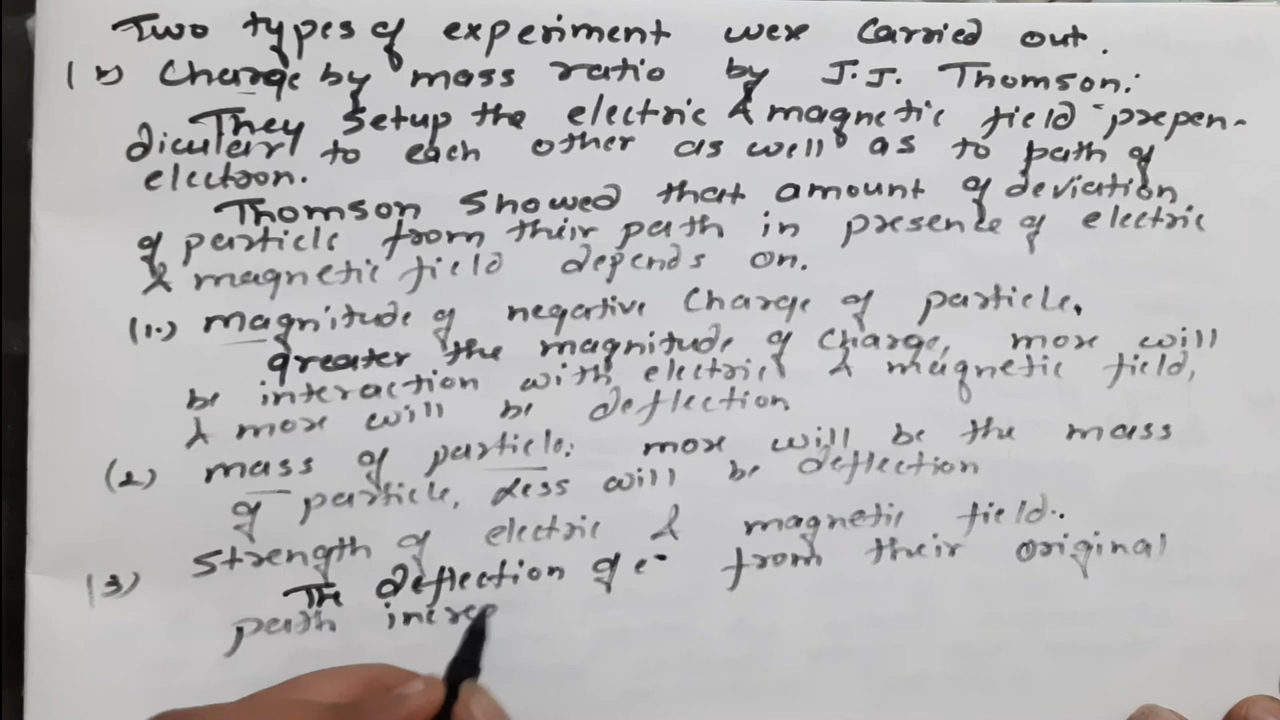 Two types of experiment were carried out.
(1) Charge by mass ratio by J.J. Thomson:
They setup the electric & magnetic field prepen-
dicular to each other as well as to path of
electron.
Thomson showed that amount of deviation
of particle from their path in presence of electric
& magnetic field depends on.
(1.) magnitude of negative charge of particle.
greater the magnitude of charge, more will
be interaction with electric & magnetic field,
& more will be deflection
(2) mass of particle: more will be the mass
of particle, less will be deflection
(3) strength of electric & magnetic field..
The deflection of e- from their original
path incre